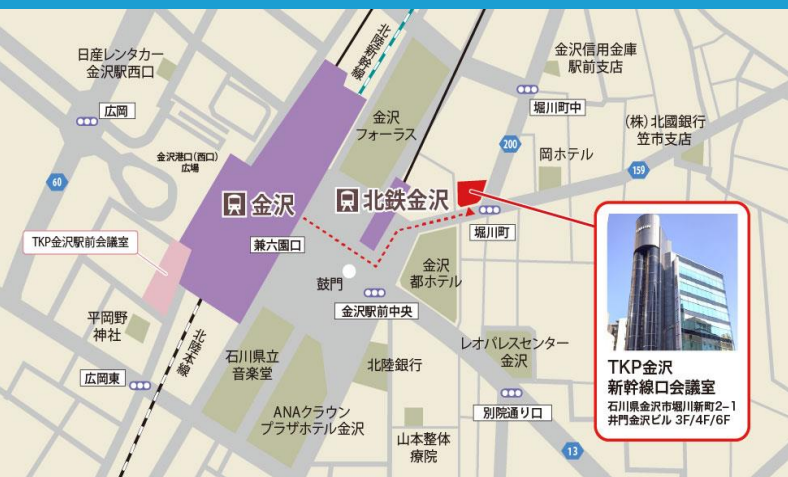 日産レンタカー
金沢駅西口
北陸新幹線
金沢信用金庫
駅前支店
広岡
堀川町中
金沢
フォーラス
(株)北國銀行
笠市支店
金沢港口(西口)
広場
200
岡ホテル
159
60
金沢
北鉄金沢
堀川町
TKP金沢駅前会議室
兼六園口
鼓門
金沢
都ホテル
金沢駅前中央
平岡野
神社
北陸本線
石川県立
音楽堂
北陸銀行
レオパレスセンター
金沢
広岡東
ANAクラウン
プラザホテル金沢
別院通り口
山本整体
療院
13
TKP金沢
新幹線口会議室
石川県金沢市堀川新町2-1
井門金沢ビル 3F/4F/6F